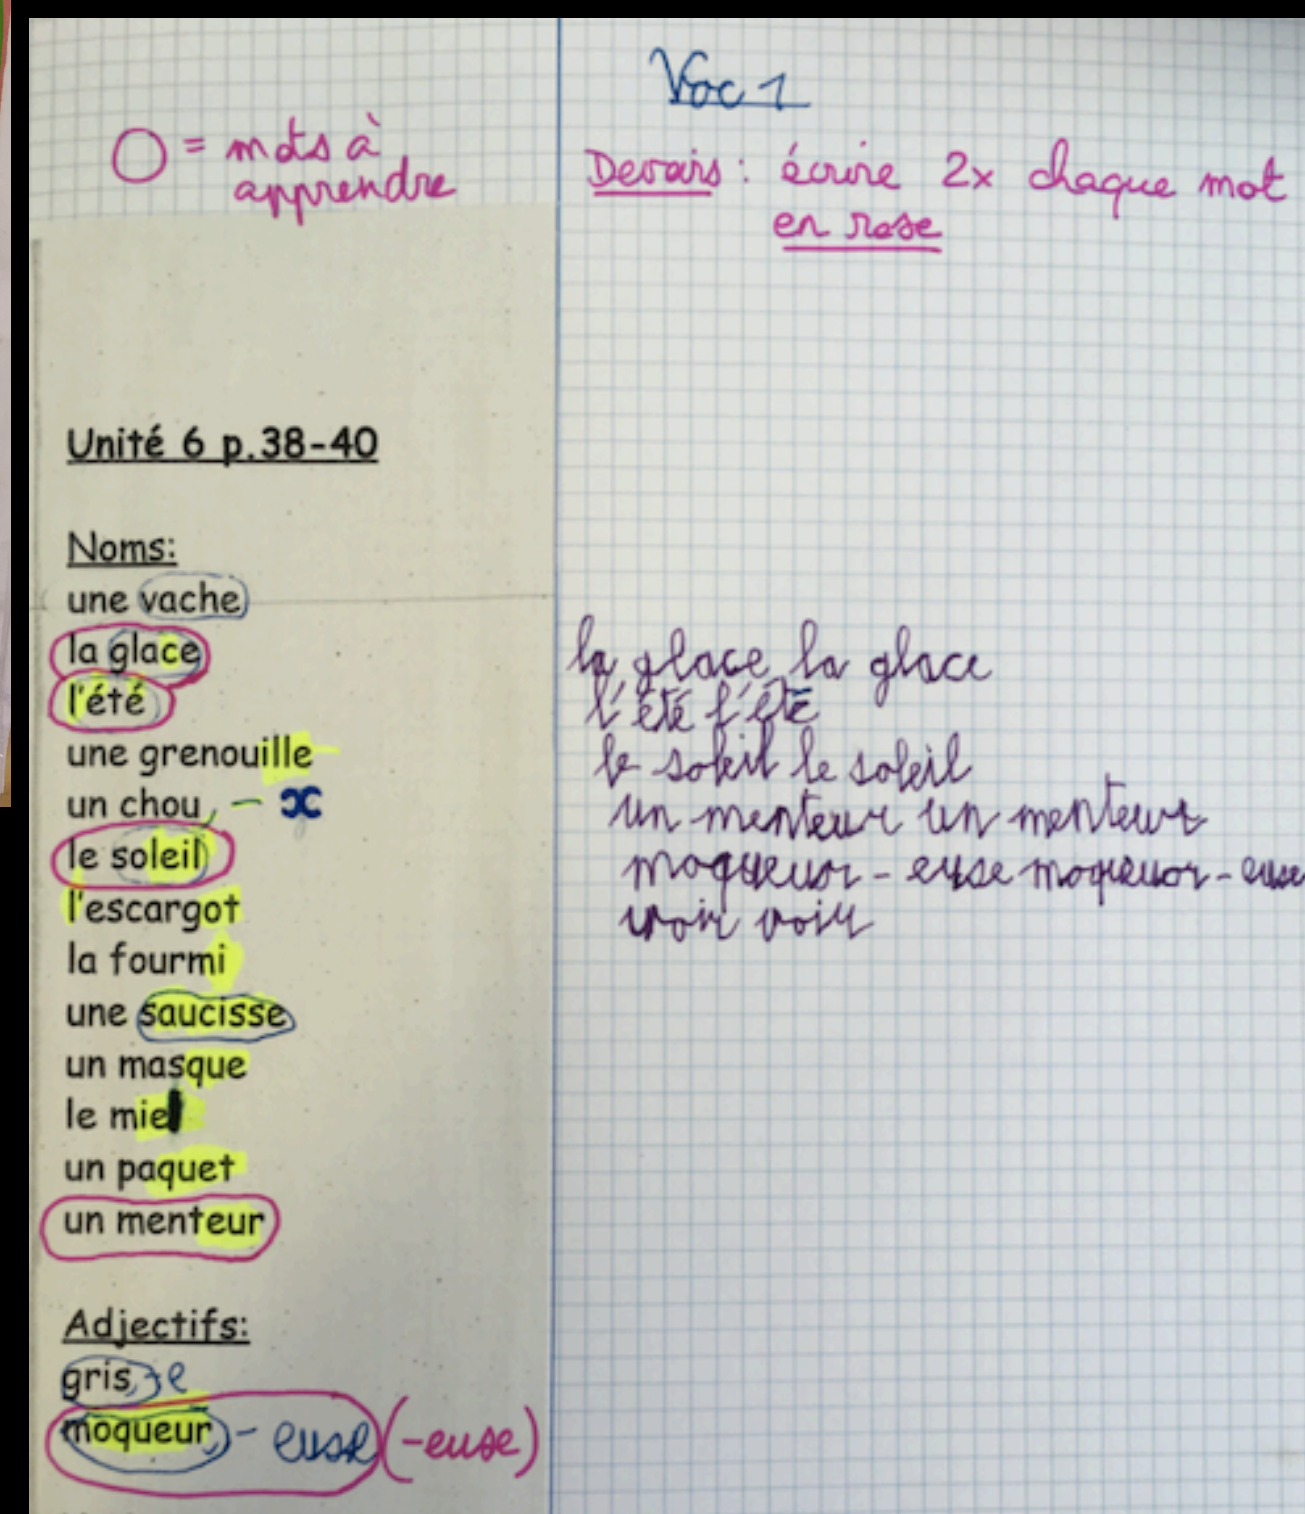 Voc 1
O = mots à
apprendre
Devoirs : écrire 2x chaque mot
en rose
Unité 6 p.38-40
Noms:
une vache
la glace
l'été
une grenouille
un chou, - x
le soleil
l'escargot
la fourmi
une saucisse
un masque
le miel
un paquet
un menteur
Adjectifs:
gris, -e
moqueur, - euse (-euse)
la glace la glace
l'été l'été
le soleil le soleil
un menteur un menteur
moqueur - euse moqueur - euse
voir voir